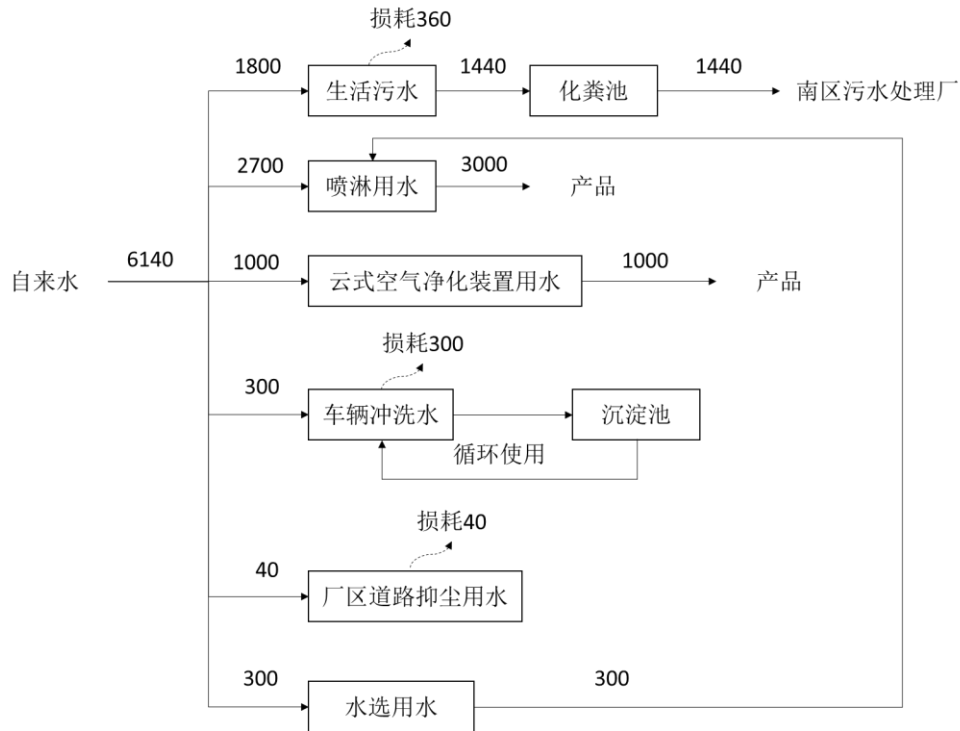 损耗360
1800
生活污水
1440
化粪池
1440
南区污水处理厂
2700
喷淋用水
3000
产品
自来水
6140
1000
云式空气净化装置用水
1000
产品
损耗300
300
车辆冲洗水
沉淀池
循环使用
损耗40
40
厂区道路抑尘用水
300
水选用水
300